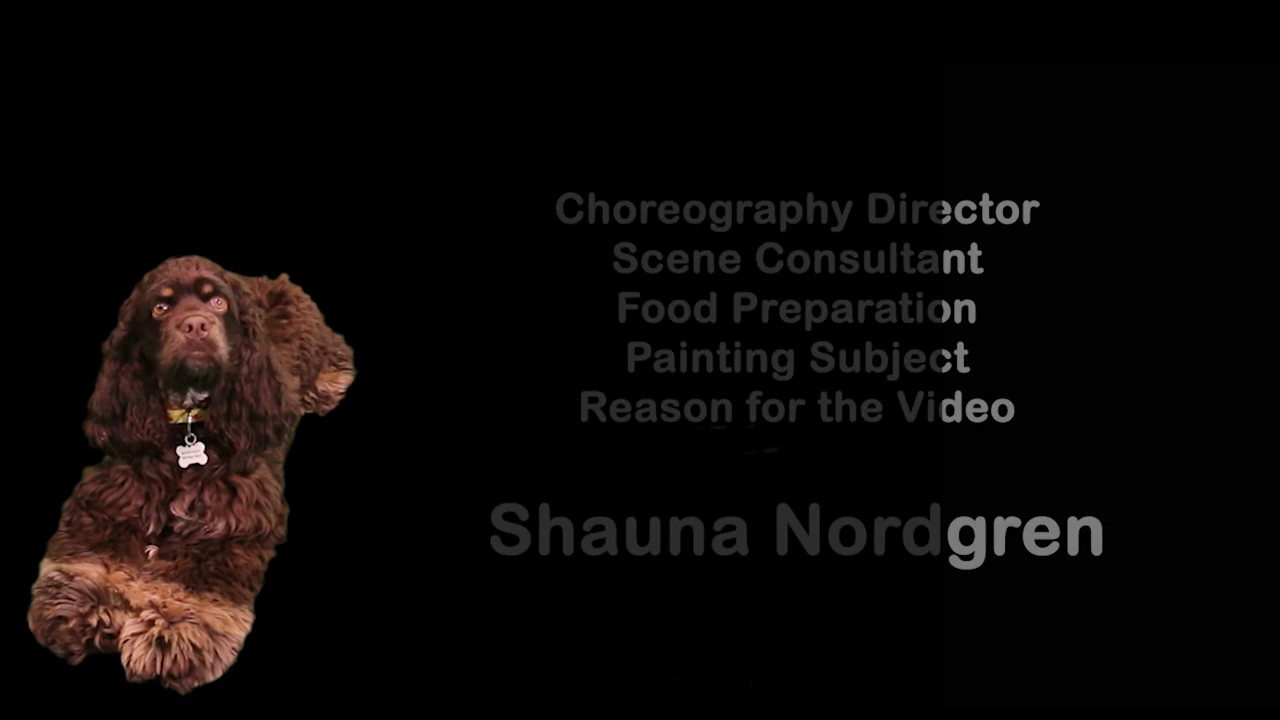 Choreography Director
Scene Consultant
Food Preparation
Painting Subject
Reason for the Video
Shauna Nordgren